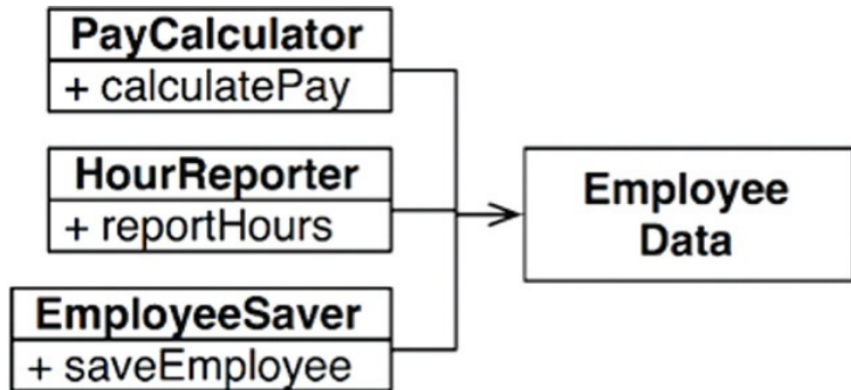 PayCalculator
+ calculatePay
HourReporter
+ reportHours
EmployeeSaver
+ saveEmployee
Employee
Data